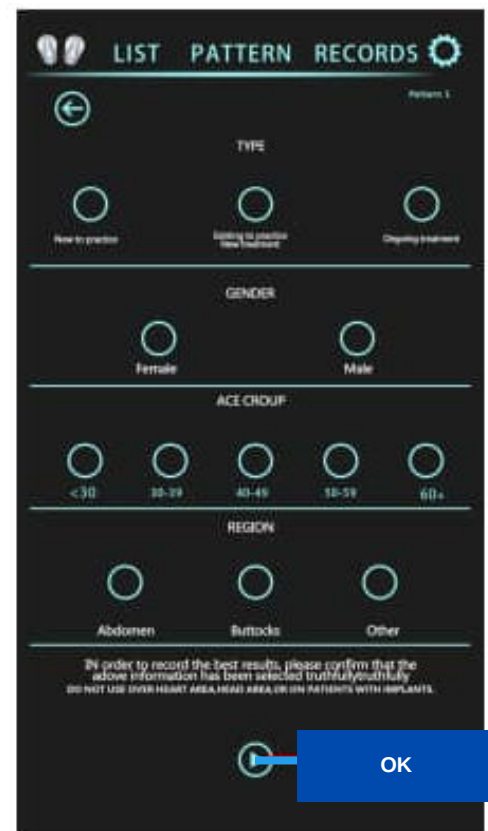 LIST PATTERN RECORDS
Pattern: 1
TYPE
New to practice
Existing to practice
New treatment
Ongoing treatment
GENDER
Female Male
ACE CROUP
<30 30-39 40-49 50-59 60+
REGION
Abdomen Buttocks Other
IN order to record the best results, please confirm that the
adove information has been selected truthfullytruthfully
DO NOT USE OVER HEART AREA,HEAD AREA,OR ON PATIENTS WITH IMPLANTS.
OK